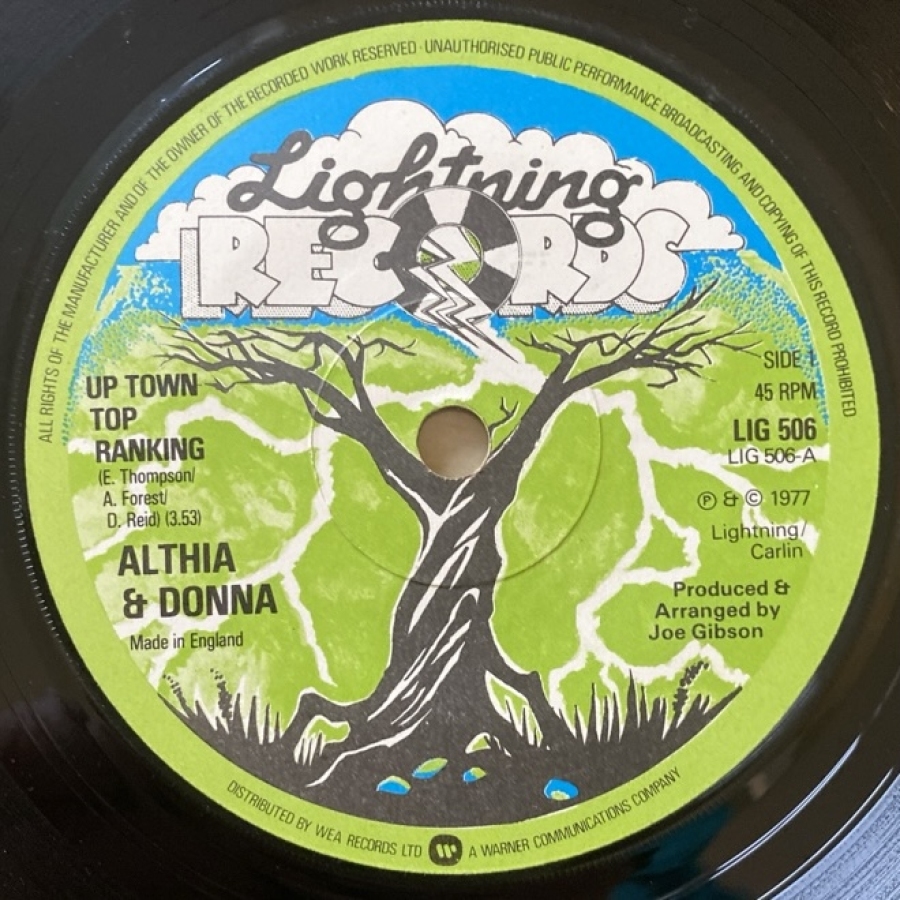 ALL RIGHTS OF THE MANUFACTURER AND OF THE OWNER OF THE RECORDED WORK RESERVED · UNAUTHORISED PUBLIC PERFORMANCE BROADCASTING AND COPYING OF THIS RECORD PROHIBITED
Lightning
RECORDS
UP TOWN
TOP
RANKING
(E. Thompson/
A. Forest/
D. Reid) (3.53)
ALTHIA
& DONNA
Made in England
SIDE 1
45 RPM
LIG 506
LIG 506-A
Ⓟ & © 1977
Lightning/
Carlin
Produced &
Arranged by
Joe Gibson
DISTRIBUTED BY WEA RECORDS LTD W A WARNER COMMUNICATIONS COMPANY